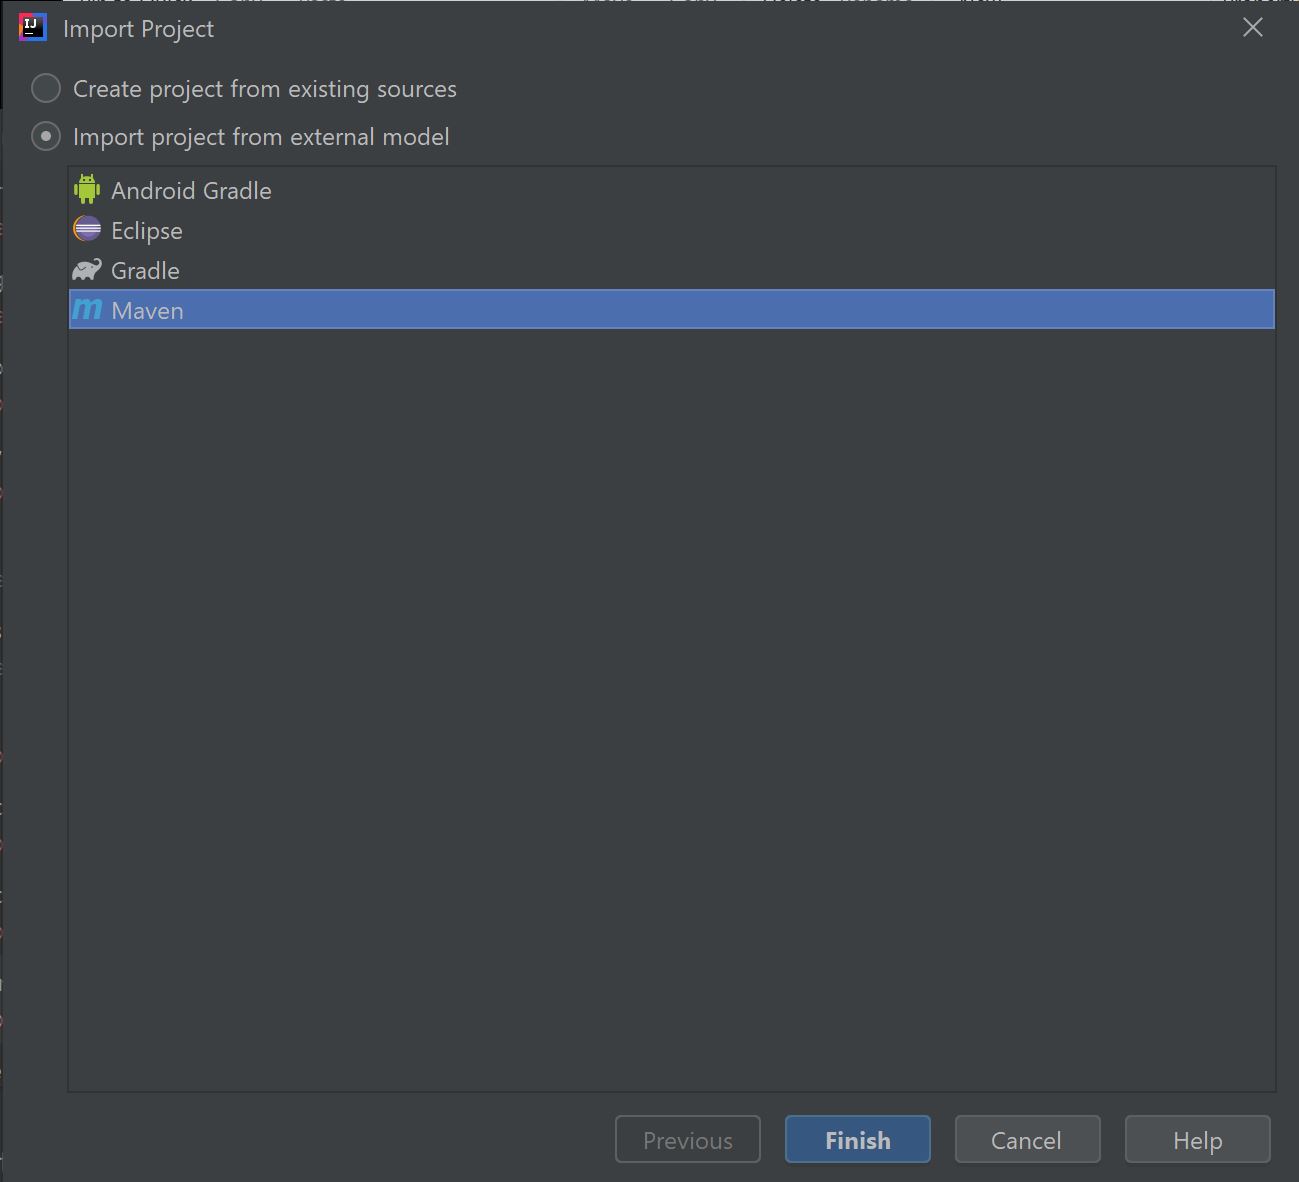 IJ
Import Project
Create project from existing sources
Import project from external model
Android Gradle
Eclipse
Gradle
m Maven
Previous
Finish
Cancel
Help